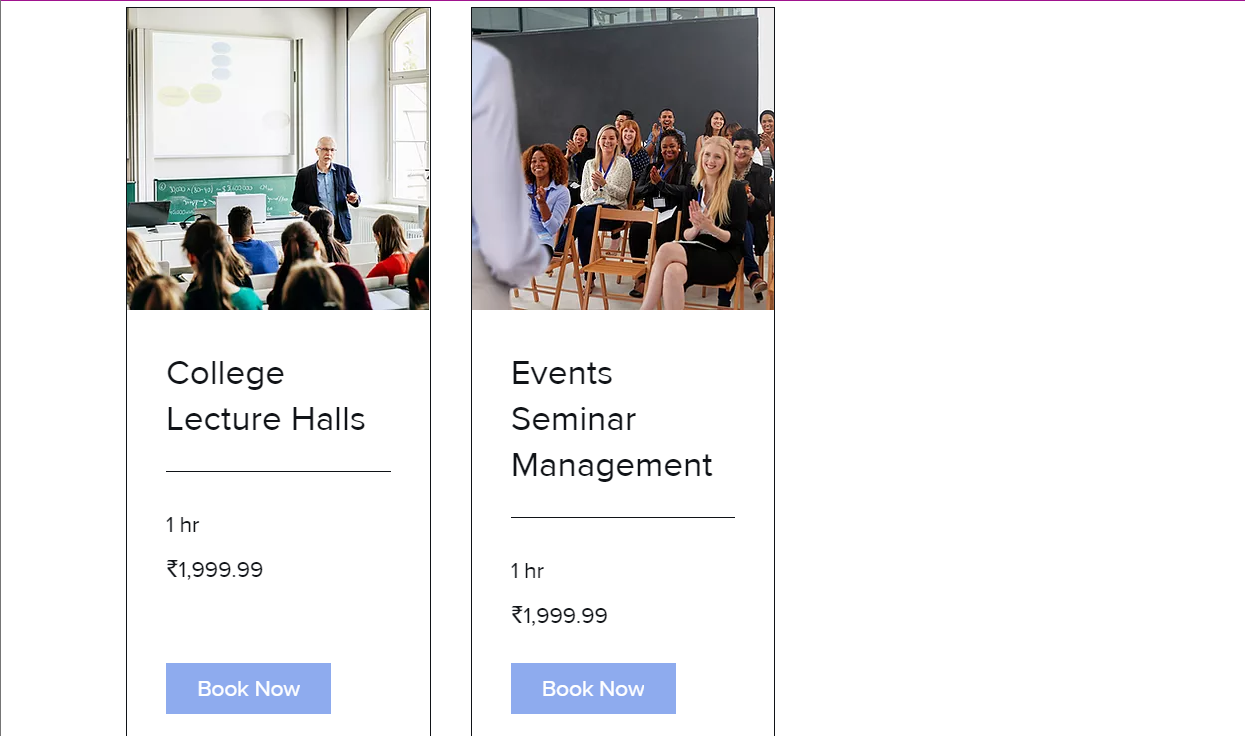 College
Lecture Halls
1 hr
₹1,999.99
Book Now
Events
Seminar
Management
1 hr
₹1,999.99
Book Now